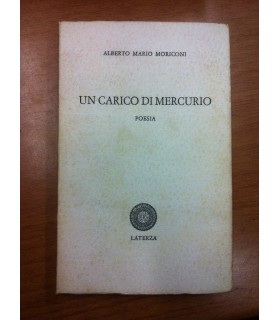 ALBERTO MARIO MORICONI
UN CARICO DI MERCURIO
POESIA
LATERZA